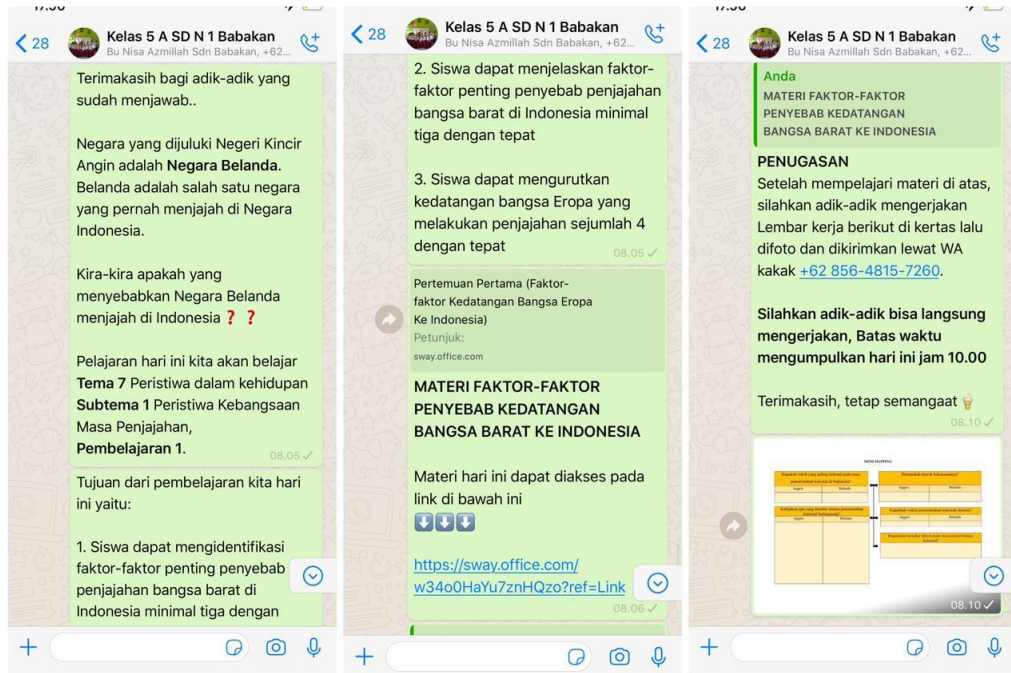 28
Kelas 5 A SD N 1 Babakan
Bu Nisa Azmillah Sdn Babakan, +62...
Terimakasih bagi adik-adik yang
sudah menjawab..
Negara yang dijuluki Negeri Kincir
Angin adalah Negara Belanda.
Belanda adalah salah satu negara
yang pernah menjajah di Negara
Indonesia.
Kira-kira apakah yang
menyebabkan Negara Belanda
menjajah di Indonesia ❓ ❓
Pelajaran hari ini kita akan belajar
Tema 7 Peristiwa dalam kehidupan
Subtema 1 Peristiwa Kebangsaan
Masa Penjajahan,
Pembelajaran 1.
08.05
Tujuan dari pembelajaran kita hari
ini yaitu:
1. Siswa dapat mengidentifikasi
faktor-faktor penting penyebab
penjajahan bangsa barat di
Indonesia minimal tiga dengan
28
Kelas 5 A SD N 1 Babakan
Bu Nisa Azmillah Sdn Babakan, +62...
2. Siswa dapat menjelaskan faktor-
faktor penting penyebab penjajahan
bangsa barat di Indonesia minimal
tiga dengan tepat
3. Siswa dapat mengurutkan
kedatangan bangsa Eropa yang
melakukan penjajahan sejumlah 4
dengan tepat
08.05
Pertemuan Pertama (Faktor-
faktor Kedatangan Bangsa Eropa
Ke Indonesia)
Petunjuk:
sway.office.com
MATERI FAKTOR-FAKTOR
PENYEBAB KEDATANGAN
BANGSA BARAT KE INDONESIA
Materi hari ini dapat diakses pada
link di bawah ini
⬇️⬇️⬇️
https://sway.office.com/
w34o0HaYu7znHQzo?ref=Link
08.06
28
Kelas 5 A SD N 1 Babakan
Bu Nisa Azmillah Sdn Babakan, +62...
Anda
MATERI FAKTOR-FAKTOR
PENYEBAB KEDATANGAN
BANGSA BARAT KE INDONESIA
PENUGASAN
Setelah mempelajari materi di atas,
silahkan adik-adik mengerjakan
Lembar kerja berikut di kertas lalu
difoto dan dikirimkan lewat WA
kakak +62 856-4815-7260.
Silahkan adik-adik bisa langsung
mengerjakan, Batas waktu
mengumpulkan hari ini jam 10.00
Terimakasih, tetap semangaat 🍦
08.10
MIND MAPPING
Inggris Belanda
Inggris Belanda
Inggris Belanda
Inggris Belanda
08.10